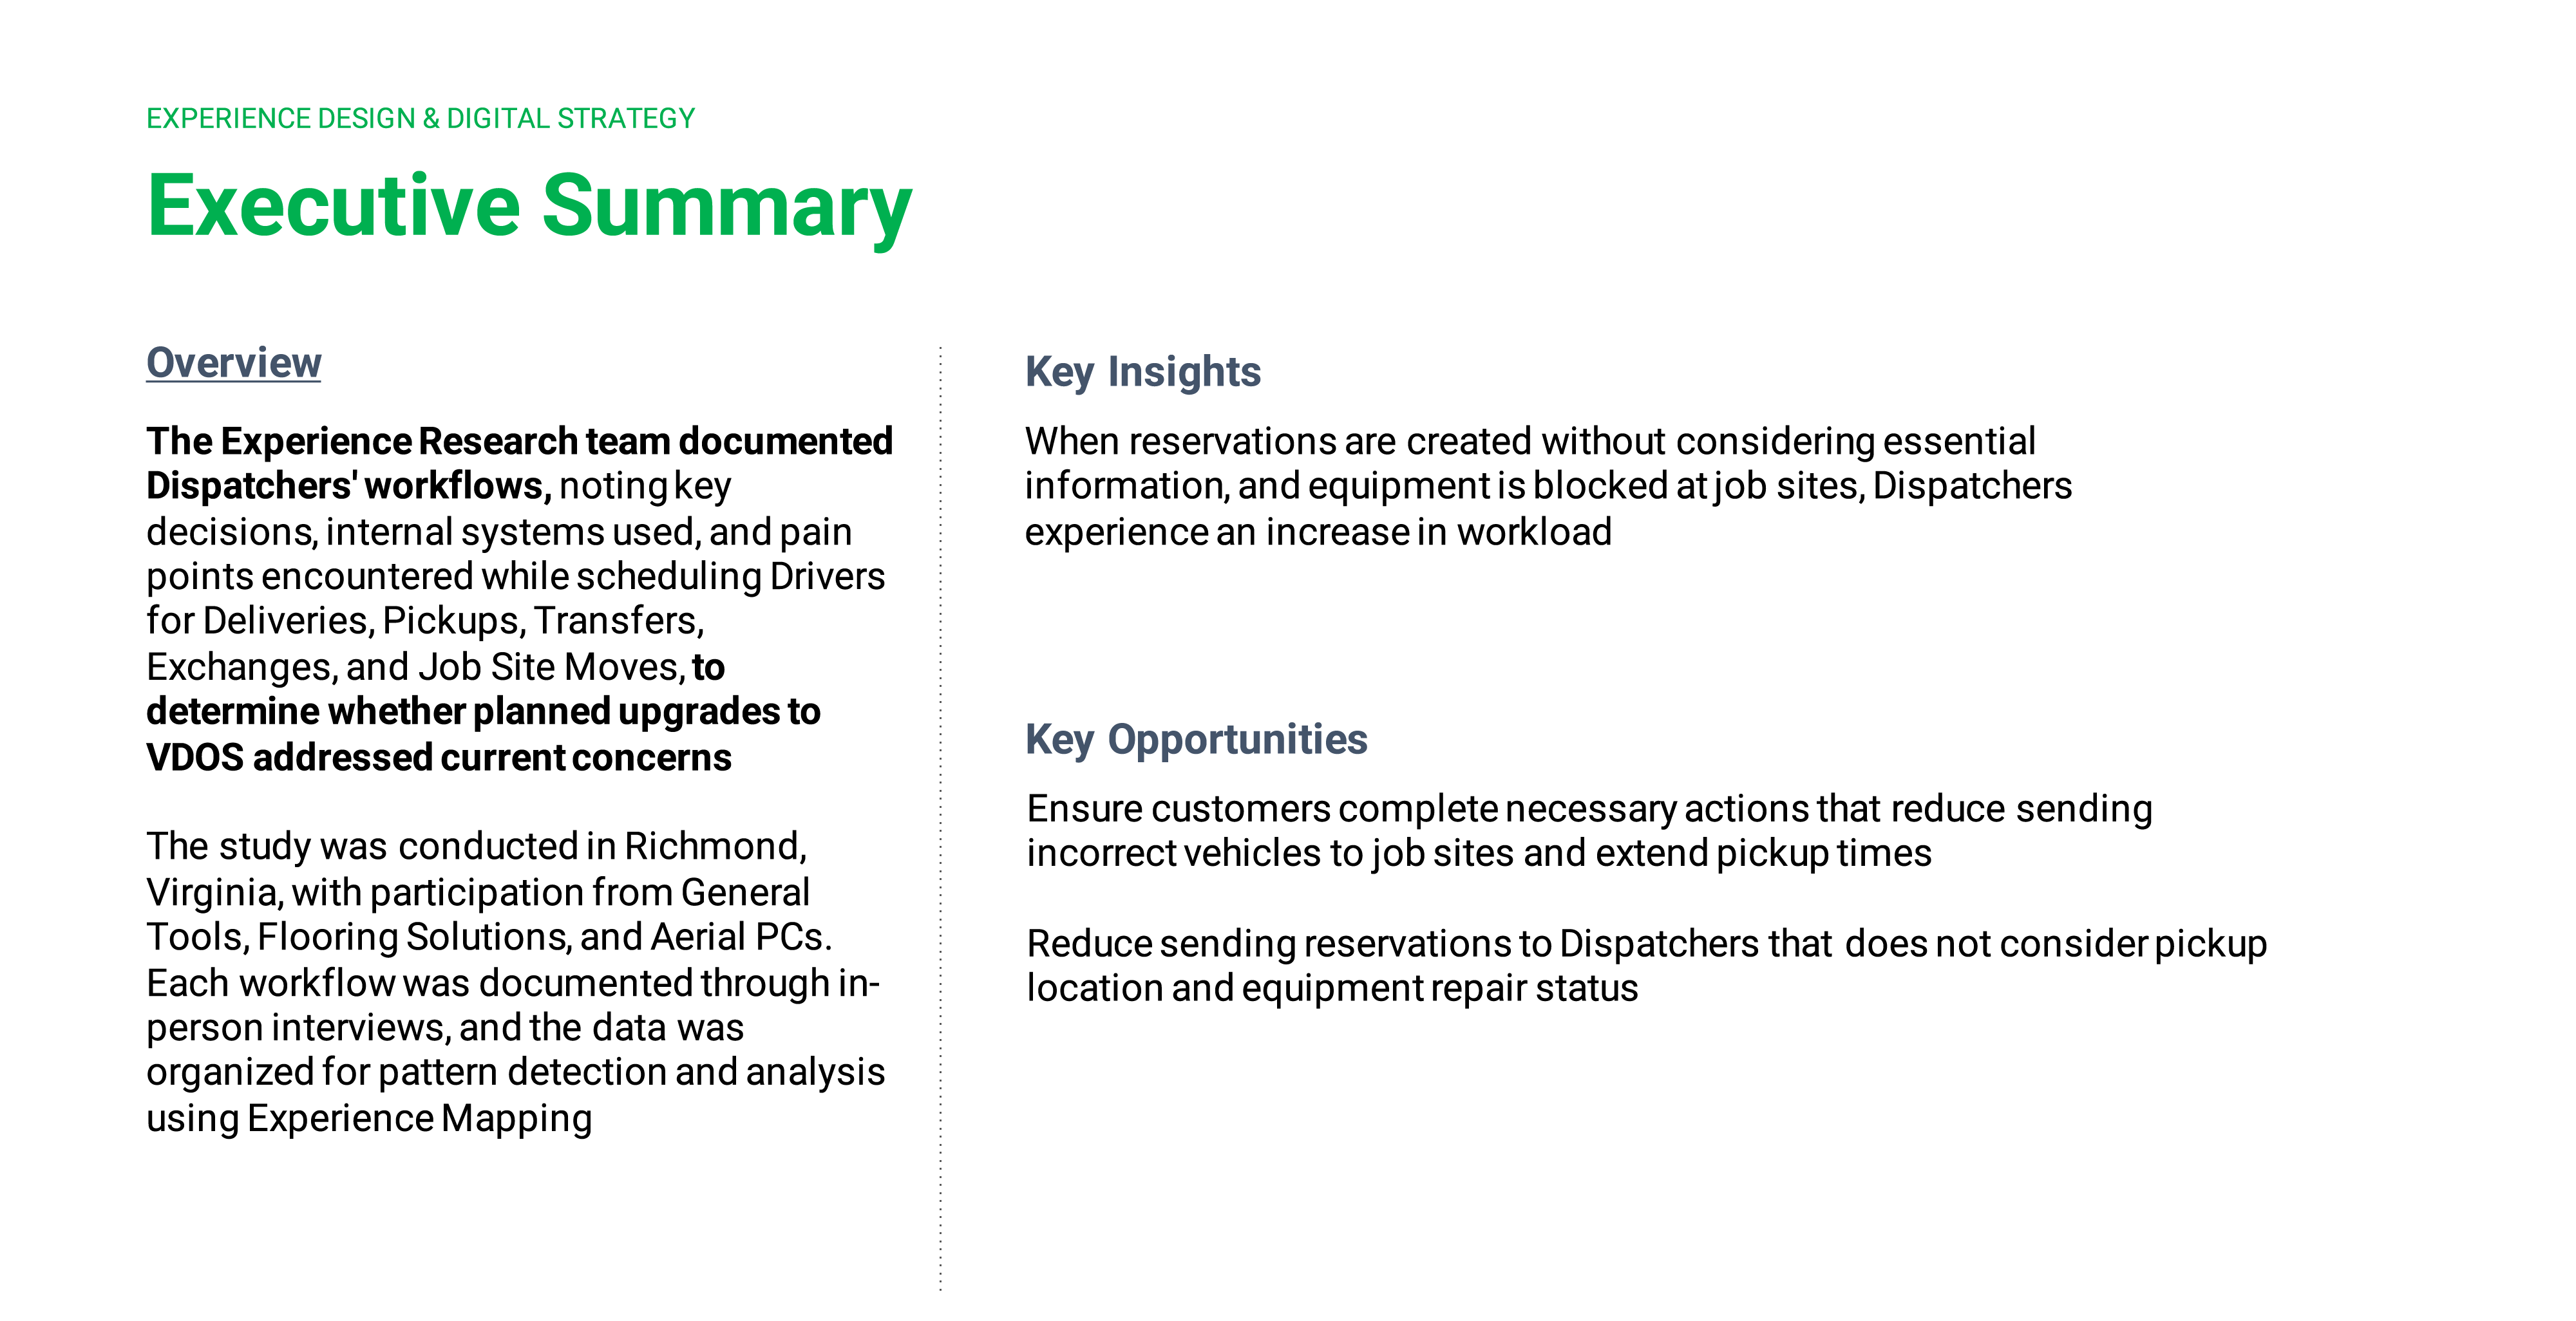 EXPERIENCE DESIGN & DIGITAL STRATEGY
Executive Summary
Overview
The Experience Research team documented
Dispatchers' workflows, noting key
decisions, internal systems used, and pain
points encountered while scheduling Drivers
for Deliveries, Pickups, Transfers,
Exchanges, and Job Site Moves, to
determine whether planned upgrades to
VDOS addressed current concerns
The study was conducted in Richmond,
Virginia, with participation from General
Tools, Flooring Solutions, and Aerial PCs.
Each workflow was documented through in-
person interviews, and the data was
organized for pattern detection and analysis
using Experience Mapping
Key Insights
When reservations are created without considering essential
information, and equipment is blocked at job sites, Dispatchers
experience an increase in workload
Key Opportunities
Ensure customers complete necessary actions that reduce sending
incorrect vehicles to job sites and extend pickup times
Reduce sending reservations to Dispatchers that does not consider pickup
location and equipment repair status